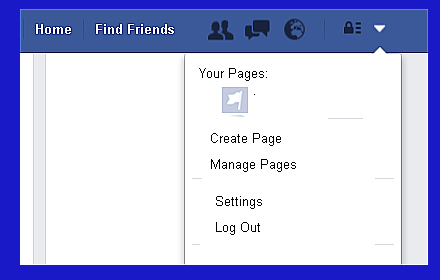 Home Find Friends
Your Pages:
Create Page
Manage Pages
Settings
Log Out